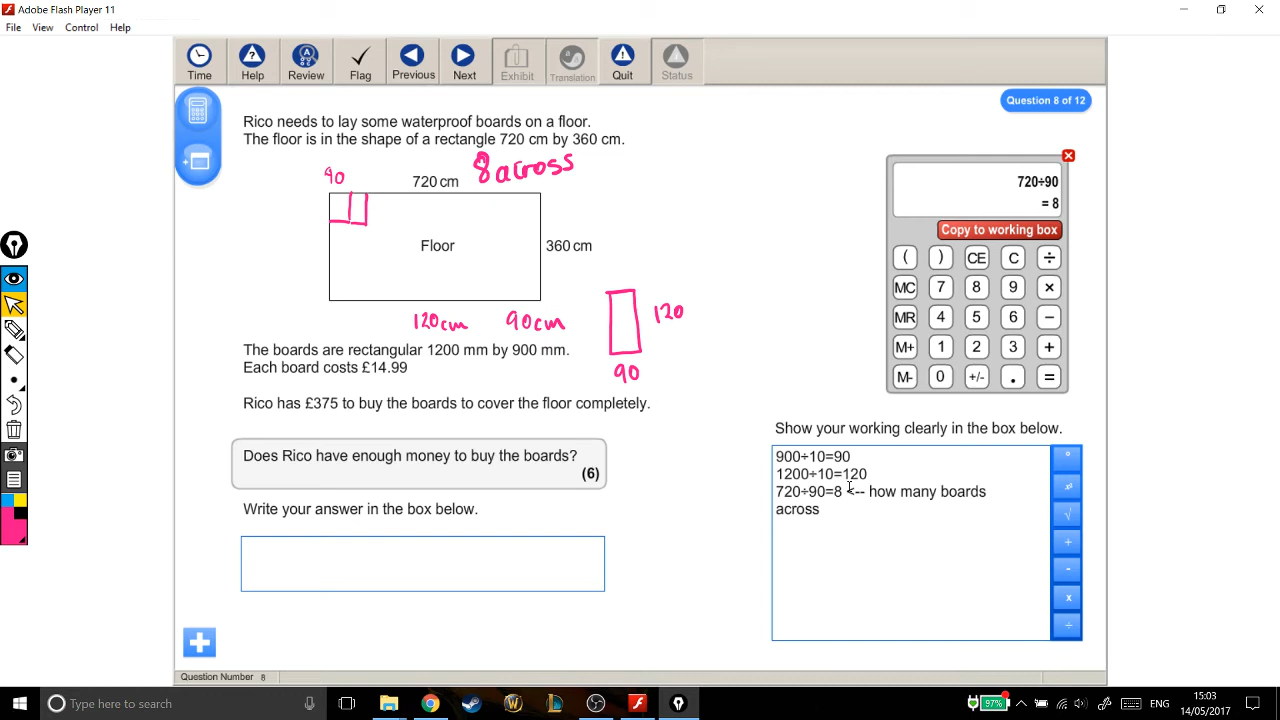 Adobe Flash Player 11
File View Control Help
Time Help Review Flag Previous Next Exhibit Translation Quit Status
Question 8 of 12
Rico needs to lay some waterproof boards on a floor.
The floor is in the shape of a rectangle 720 cm by 360 cm.
8 across
90
720 cm
Floor
360 cm
120cm 90cm
120
90
The boards are rectangular 1200 mm by 900 mm.
Each board costs £14.99
Rico has £375 to buy the boards to cover the floor completely.
Does Rico have enough money to buy the boards?
(6)
Write your answer in the box below.
720÷90
= 8
Copy to working box
( ) CE C ÷
MC 7 8 9 ×
MR 4 5 6 −
M+ 1 2 3 +
M- 0 +/- . =
Show your working clearly in the box below.
900÷10=90
1200÷10=120
720÷90=8 <-- how many boards
across
°
x²
√
+
-
x
÷
Question Number 8
Type here to search
97%
ENG
15:03
14/05/2017